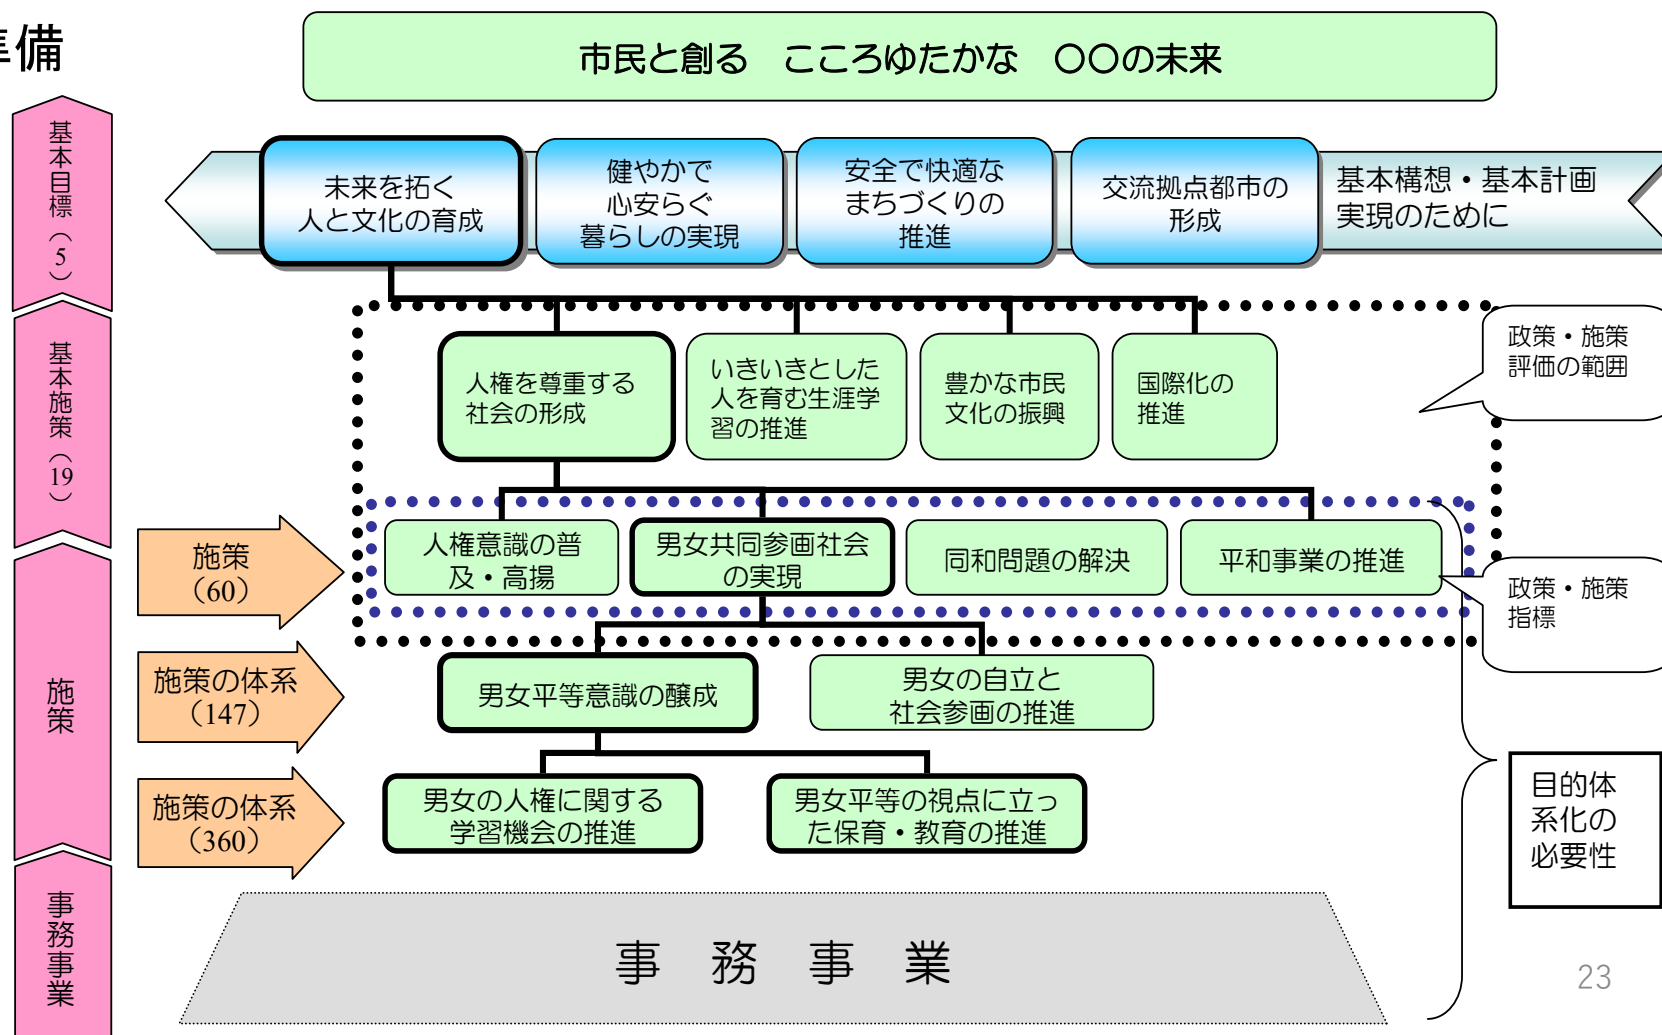 準備
市民と創る　こころゆたかな　〇〇の未来
基本目標（5）
未来を拓く
人と文化の育成
健やかで
心安らぐ
暮らしの実現
安全で快適な
まちづくりの
推進
交流拠点都市の
形成
基本構想・基本計画
実現のために
基本施策（19）
人権を尊重する
社会の形成
いきいきとした
人を育む生涯学
習の推進
豊かな市民
文化の振興
国際化の
推進
政策・施策
評価の範囲
施策
施策
（60）
人権意識の普
及・高揚
男女共同参画社会
の実現
同和問題の解決
平和事業の推進
政策・施策
指標
施策の体系
（147）
男女平等意識の醸成
男女の自立と
社会参画の推進
施策の体系
（360）
男女の人権に関する
学習機会の推進
男女平等の視点に立っ
た保育・教育の推進
目的体
系化の
必要性
事務事業
事　務　事　業
23